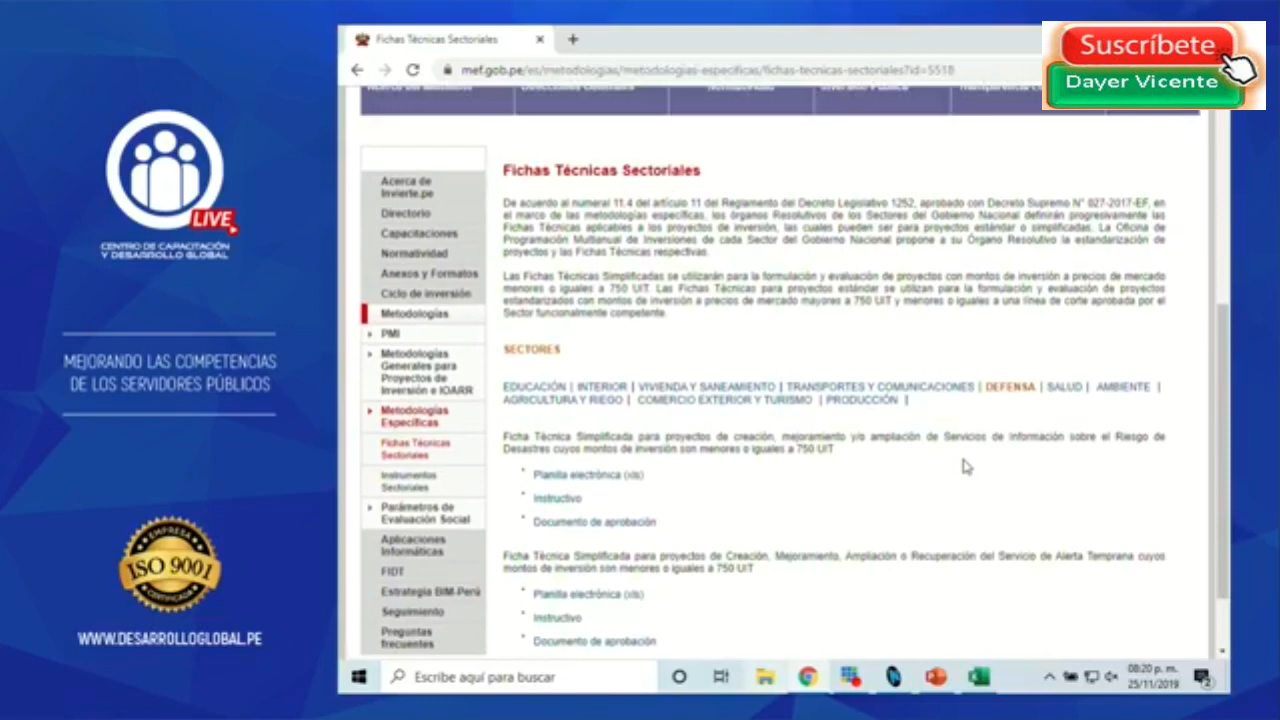 Fichas Técnicas Sectoriales
mef.gob.pe/es/metodologias/metodologias-especificas/fichas-tecnicas-sectoriales?id=5518
Suscríbete
Dayer Vicente
LIVE
CENTRO DE CAPACITACIÓN
Y DESARROLLO GLOBAL
MEJORANDO LAS COMPETENCIAS
DE LOS SERVIDORES PÚBLICOS
EMPRESA
ISO 9001
CERTIFICADA
WWW.DESARROLLOGLOBAL.PE
Acerca de
Invierte.pe
Directorio
Capacitaciones
Normatividad
Anexos y Formatos
Ciclo de inversión
Metodologías
PMI
Metodologías
Generales para
Proyectos de
Inversión e IOARR
Metodologías
Específicas
Fichas Técnicas
Sectoriales
Instrumentos
Sectoriales
Parámetros de
Evaluación Social
Aplicaciones
Informáticas
FIDT
Estrategia BIM-Perú
Seguimiento
Preguntas
frecuentes
Fichas Técnicas Sectoriales
De acuerdo al numeral 11.4 del artículo 11 del Reglamento del Decreto Legislativo 1252, aprobado con Decreto Supremo N° 027-2017-EF, en
el marco de las metodologías específicas, los órganos Resolutivos de los Sectores del Gobierno Nacional definirán progresivamente las
Fichas Técnicas aplicables a los proyectos de inversión, las cuales pueden ser para proyectos estándar o simplificadas. La Oficina de
Programación Multianual de Inversiones de cada Sector del Gobierno Nacional propone a su Órgano Resolutivo la estandarización de
proyectos y las Fichas Técnicas respectivas.
Las Fichas Técnicas Simplificadas se utilizarán para la formulación y evaluación de proyectos con montos de inversión a precios de mercado
menores o iguales a 750 UIT. Las Fichas Técnicas para proyectos estándar se utilizan para la formulación y evaluación de proyectos
estandarizados con montos de inversión a precios de mercado mayores a 750 UIT y menores o iguales a una línea de corte aprobada por el
Sector funcionalmente competente.
SECTORES
EDUCACIÓN | INTERIOR | VIVIENDA Y SANEAMIENTO | TRANSPORTES Y COMUNICACIONES | DEFENSA | SALUD | AMBIENTE |
AGRICULTURA Y RIEGO | COMERCIO EXTERIOR Y TURISMO | PRODUCCIÓN |
Ficha Técnica Simplificada para proyectos de creación, mejoramiento y/o ampliación de Servicios de Información sobre el Riesgo de
Desastres cuyos montos de inversión son menores o iguales a 750 UIT
Planilla electrónica (xls)
Instructivo
Documento de aprobación
Ficha Técnica Simplificada para proyectos de Creación, Mejoramiento, Ampliación o Recuperación del Servicio de Alerta Temprana cuyos
montos de inversión son menores o iguales a 750 UIT
Planilla electrónica (xls)
Instructivo
Documento de aprobación
Escribe aquí para buscar
08:20 p. m.
25/11/2019